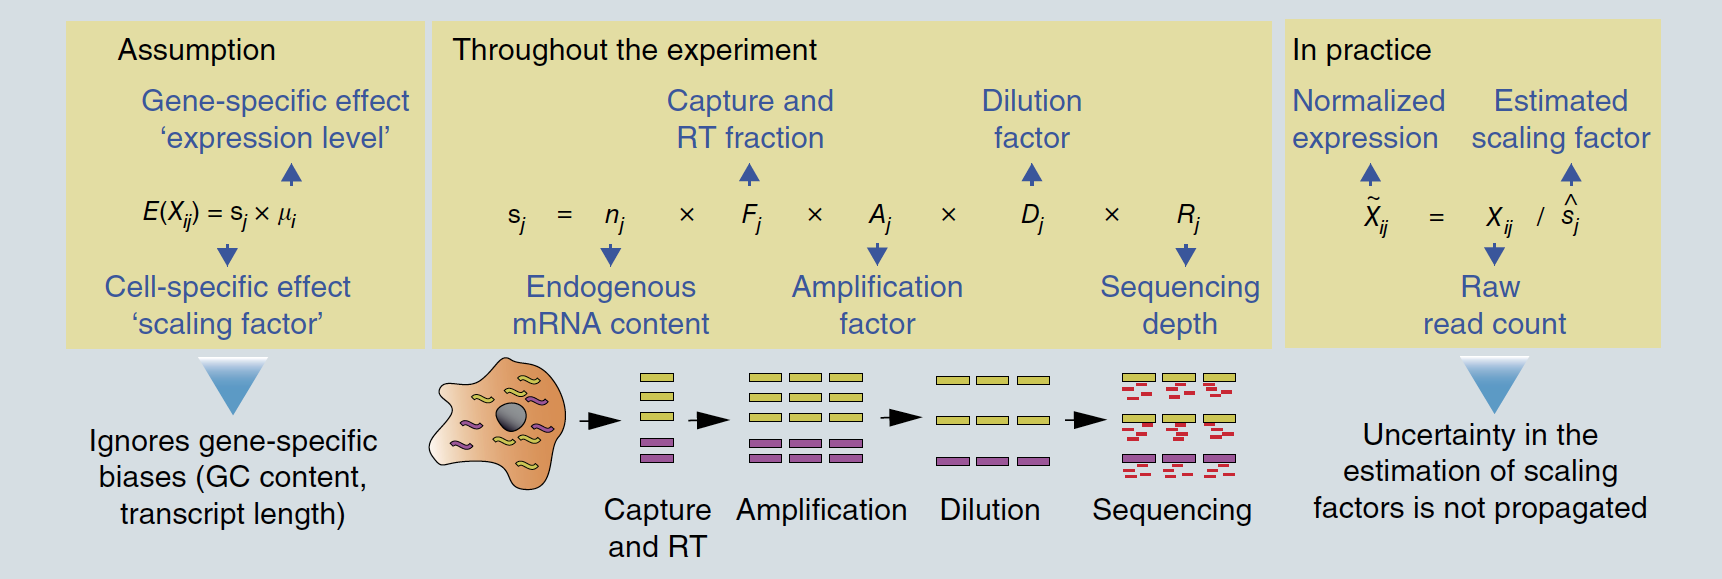 Assumption
Gene-specific effect
‘expression level’
E(Xij) = sj × μi
Cell-specific effect
‘scaling factor’
Ignores gene-specific
biases (GC content,
transcript length)
Throughout the experiment
Capture and
RT fraction
Dilution
factor
sj = nj × Fj × Aj × Dj × Rj
Endogenous
mRNA content
Amplification
factor
Sequencing
depth
Capture
and RT
Amplification
Dilution
Sequencing
In practice
Normalized
expression
Estimated
scaling factor
X̃ij = Xij / ŝj
Raw
read count
Uncertainty in the
estimation of scaling
factors is not propagated